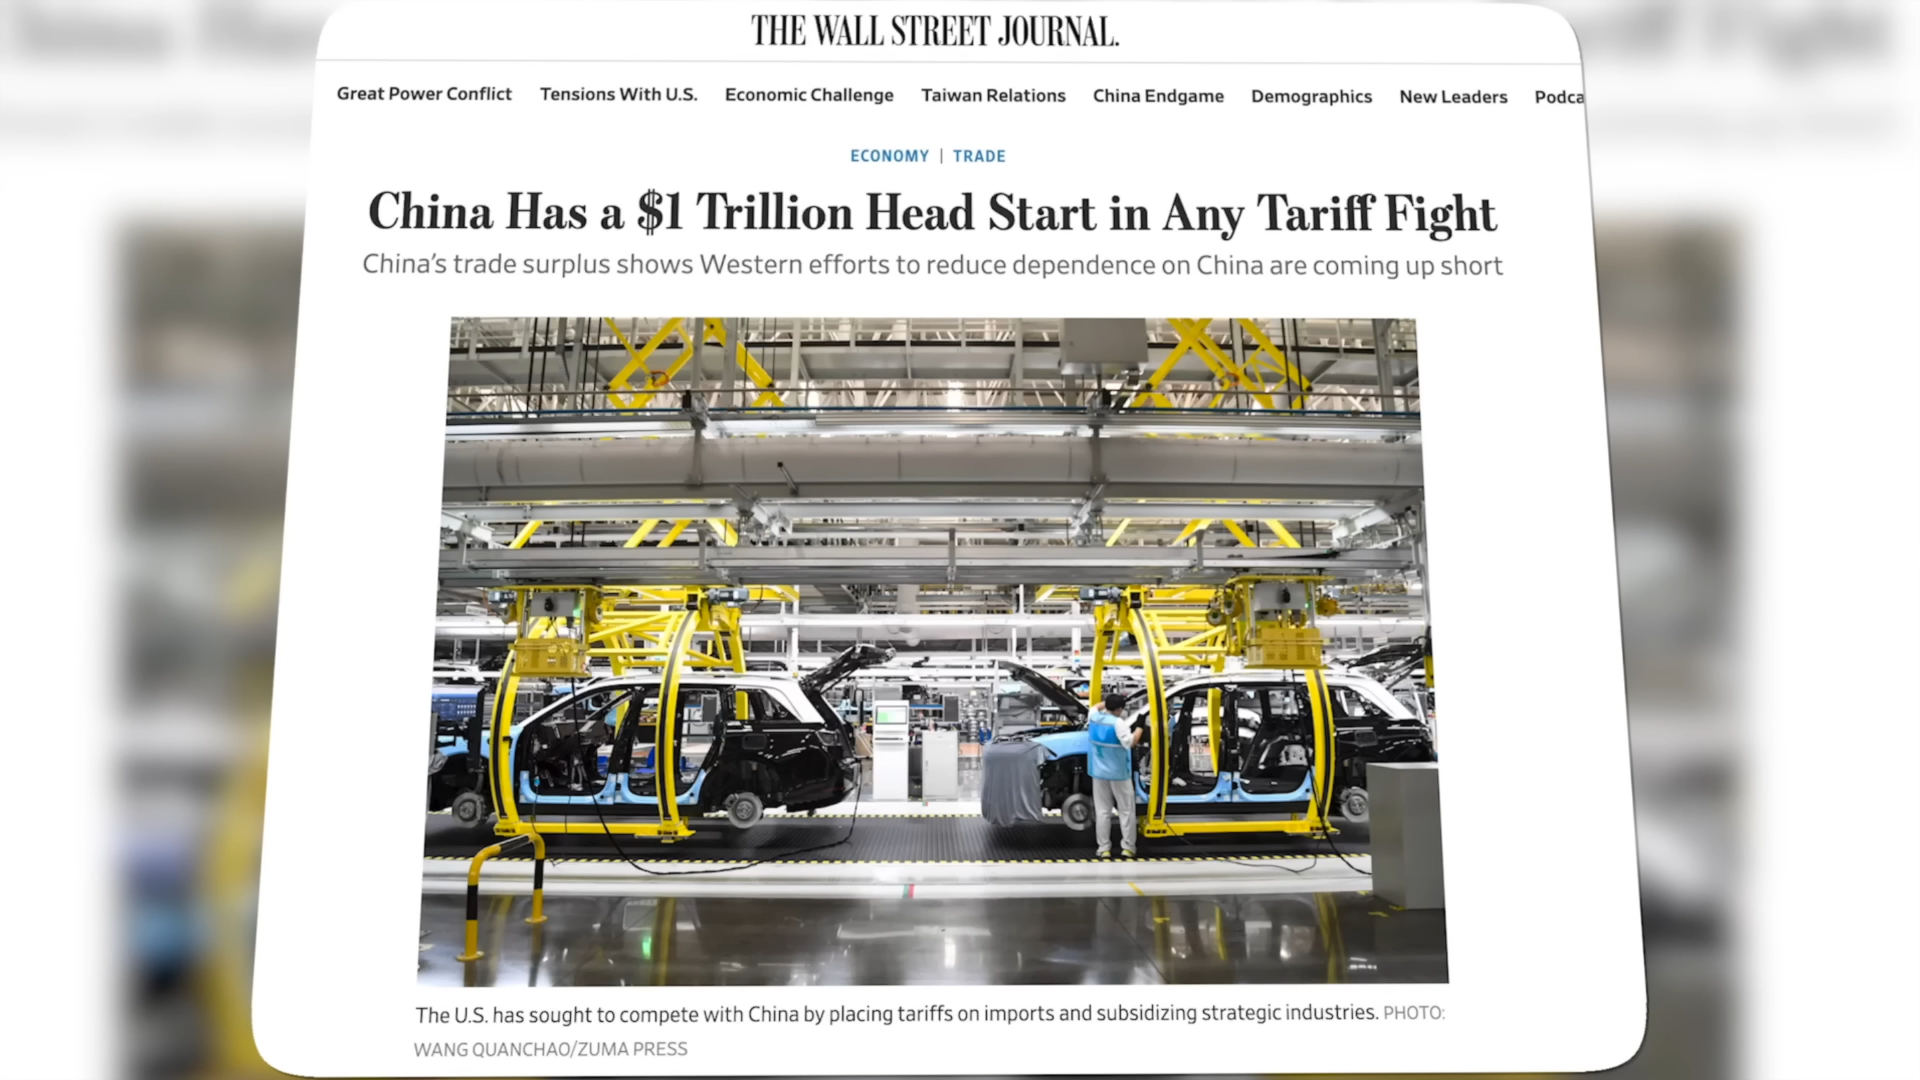 THE WALL STREET JOURNAL.
Great Power Conflict Tensions With U.S. Economic Challenge Taiwan Relations China Endgame Demographics New Leaders Podca
ECONOMY | TRADE
China Has a $1 Trillion Head Start in Any Tariff Fight
China's trade surplus shows Western efforts to reduce dependence on China are coming up short
The U.S. has sought to compete with China by placing tariffs on imports and subsidizing strategic industries. PHOTO:
WANG QUANCHAO/ZUMA PRESS